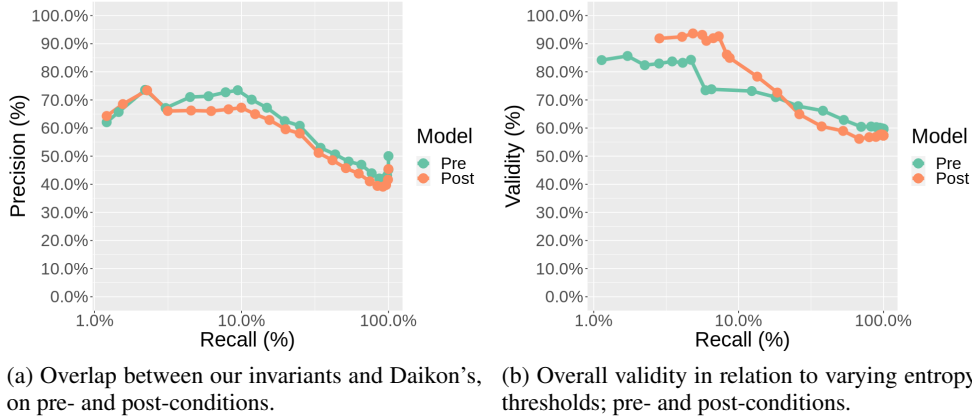 100.0%
90.0%
80.0%
70.0%
60.0%
50.0%
40.0%
30.0%
20.0%
10.0%
0.0%
Precision (%)
1.0% 10.0% 100.0%
Recall (%)
Model
Pre
Post
(a) Overlap between our invariants and Daikon's,
on pre- and post-conditions.
100.0%
90.0%
80.0%
70.0%
60.0%
50.0%
40.0%
30.0%
20.0%
10.0%
0.0%
Validity (%)
1.0% 10.0% 100.0%
Recall (%)
Model
Pre
Post
(b) Overall validity in relation to varying entropy
thresholds; pre- and post-conditions.